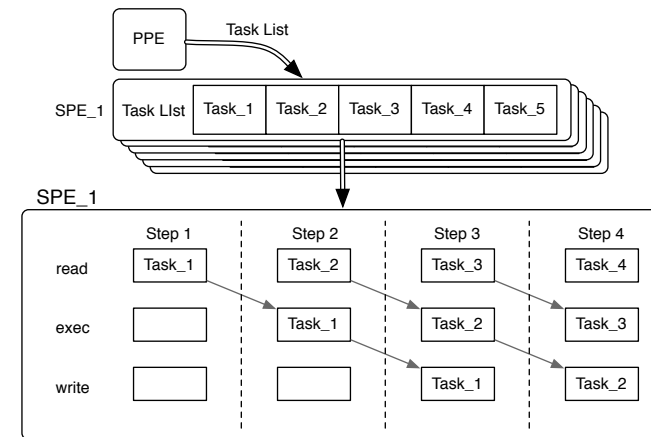 PPE
Task List
SPE_1
Task LIst Task_1 Task_2 Task_3 Task_4 Task_5
SPE_1
Step 1 Step 2 Step 3 Step 4
read Task_1 Task_2 Task_3 Task_4
exec Task_1 Task_2 Task_3
write Task_1 Task_2